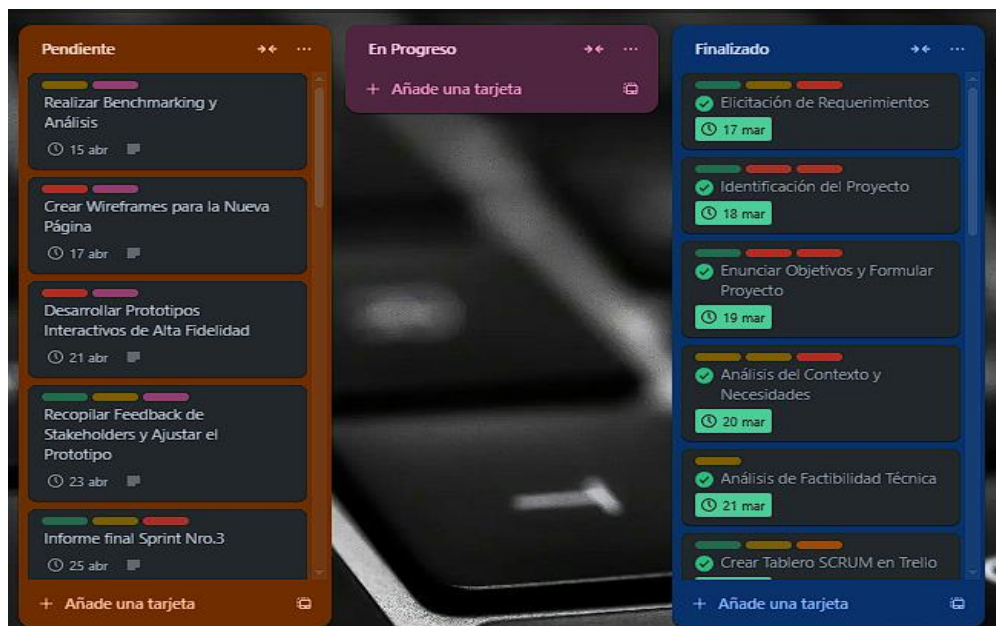 Pendiente
Realizar Benchmarking y
Análisis
15 abr
Crear Wireframes para la Nueva
Página
17 abr
Desarrollar Prototipos
Interactivos de Alta Fidelidad
21 abr
Recopilar Feedback de
Stakeholders y Ajustar el
Prototipo
23 abr
Informe final Sprint Nro.3
25 abr
+ Añade una tarjeta
En Progreso
+ Añade una tarjeta
Finalizado
Elicitación de Requerimientos
17 mar
Identificación del Proyecto
18 mar
Enunciar Objetivos y Formular
Proyecto
19 mar
Análisis del Contexto y
Necesidades
20 mar
Análisis de Factibilidad Técnica
21 mar
Crear Tablero SCRUM en Trello
+ Añade una tarjeta